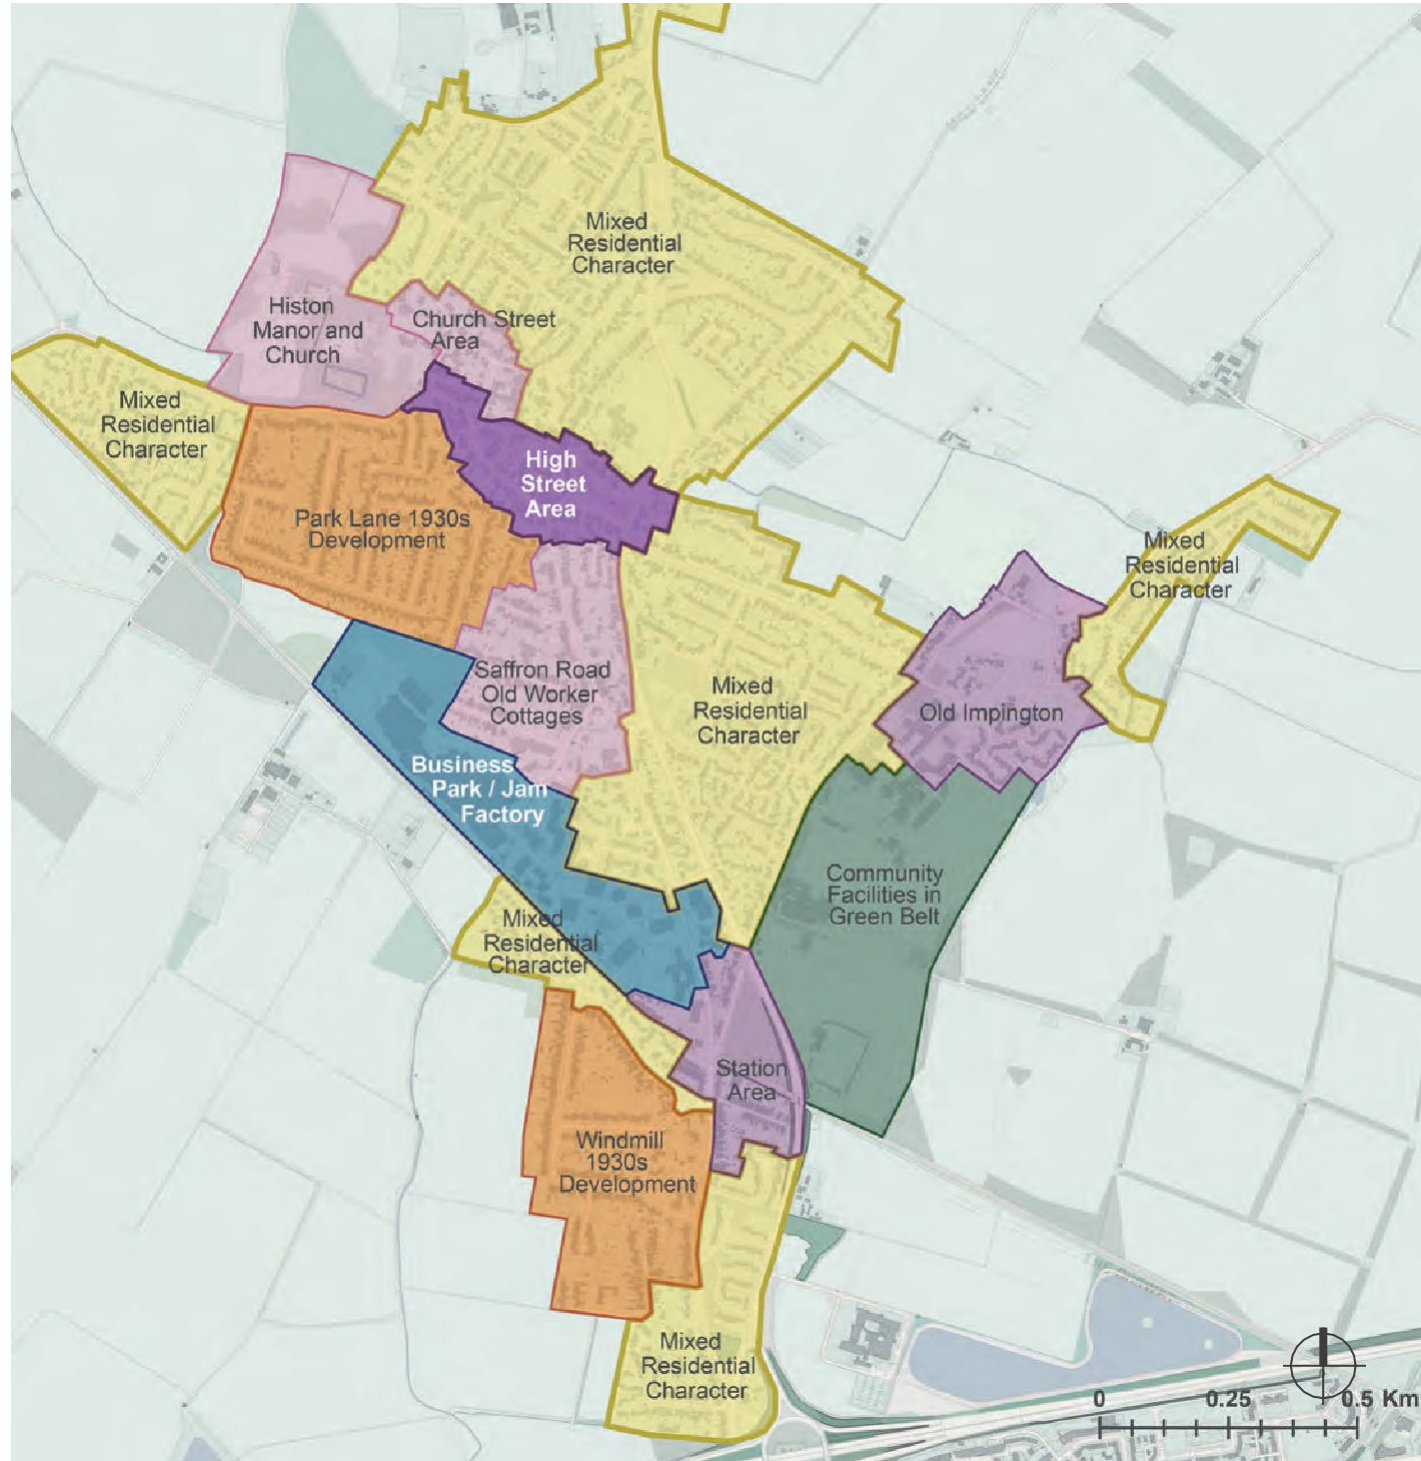 Mixed
Residential
Character
Histon
Manor and
Church
Church Street
Area
Mixed
Residential
Character
High
Street
Area
Park Lane 1930s
Development
Mixed
Residential
Character
Saffron Road
Old Worker
Cottages
Mixed
Residential
Character
Old Impington
Business
Park / Jam
Factory
Community
Facilities in
Green Belt
Mixed
Residential
Character
Station
Area
Windmill
1930s
Development
Mixed
Residential
Character
0 0.25 0.5 Km